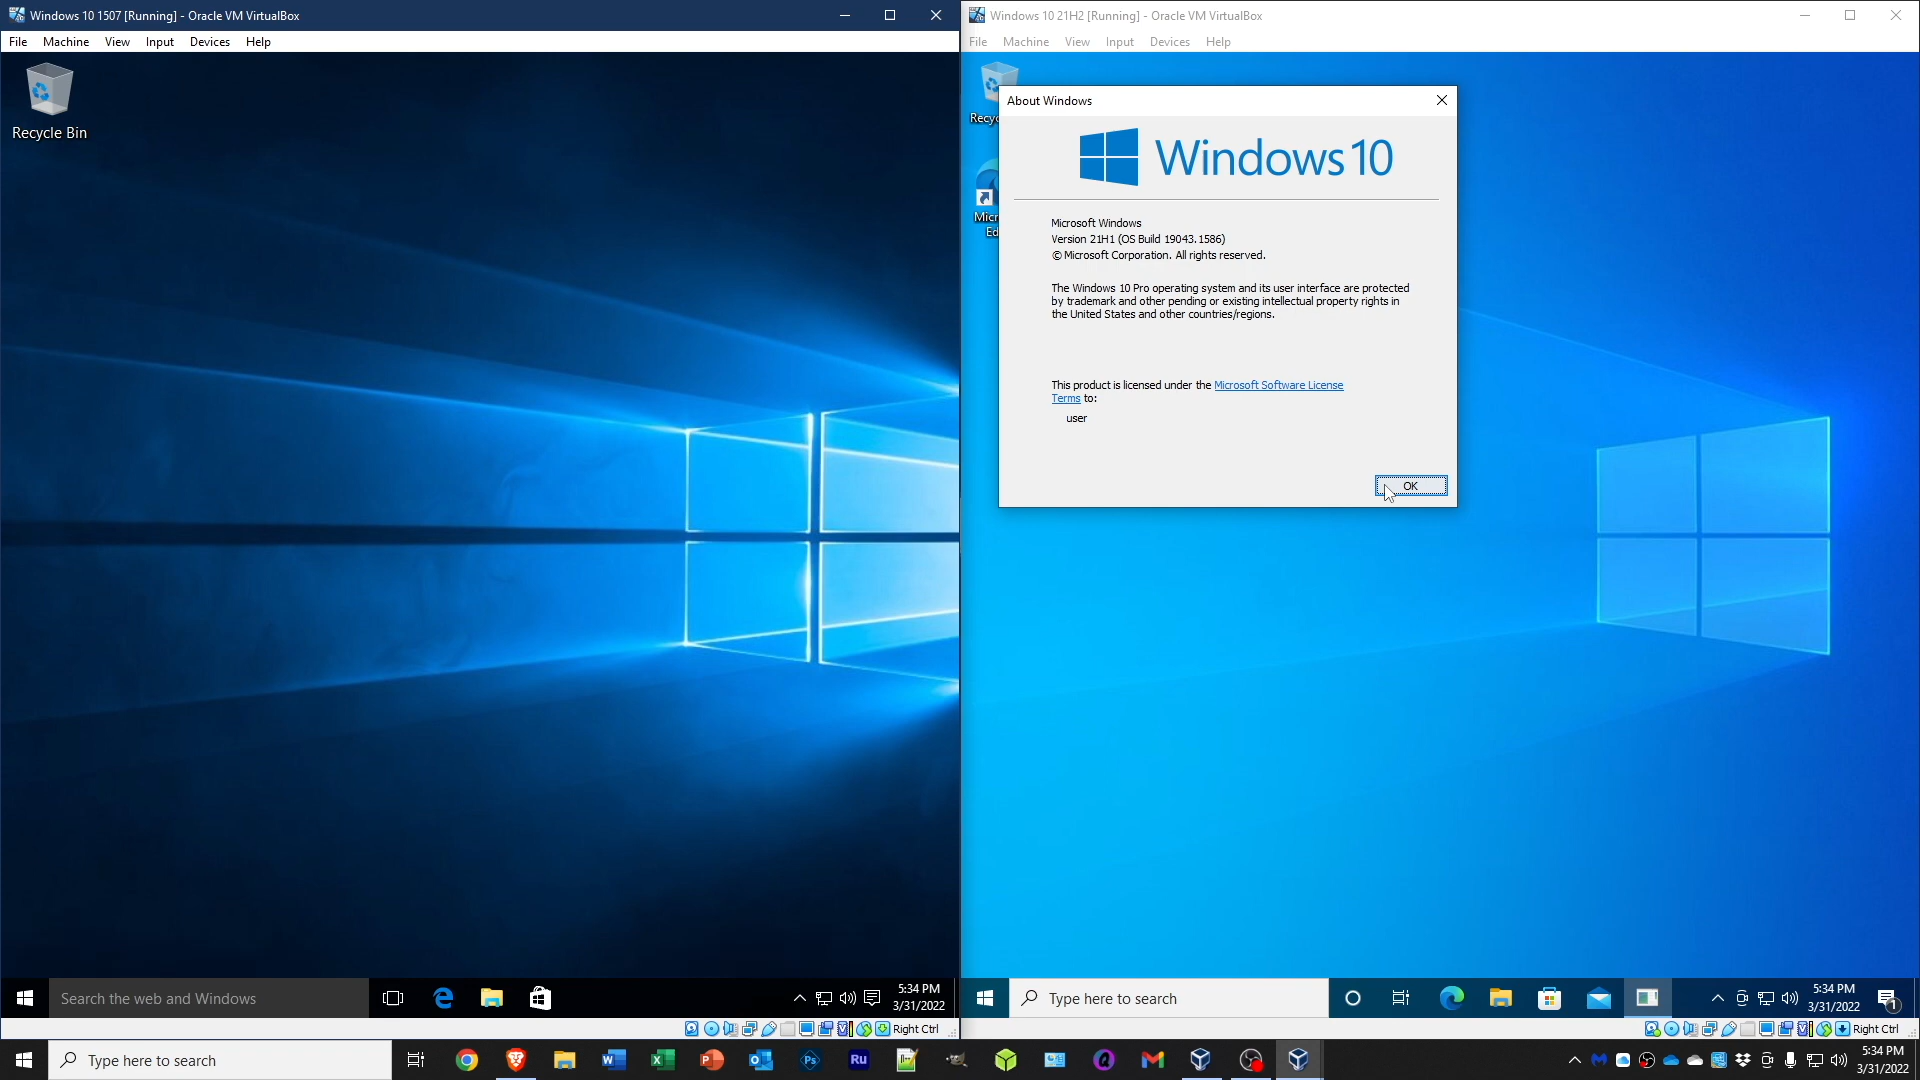 Windows 10 1507 [Running] - Oracle VM VirtualBox
File Machine View Input Devices Help
Recycle Bin
Search the web and Windows
5:34 PM
3/31/2022
Right Ctrl
Windows 10 21H2 [Running] - Oracle VM VirtualBox
File Machine View Input Devices Help
Recyc
Micr
Ed
About Windows
Windows 10
Microsoft Windows
Version 21H1 (OS Build 19043.1586)
© Microsoft Corporation. All rights reserved.
The Windows 10 Pro operating system and its user interface are protected
by trademark and other pending or existing intellectual property rights in
the United States and other countries/regions.
This product is licensed under the Microsoft Software License
Terms to:
user
OK
Type here to search
5:34 PM
3/31/2022
1
Right Ctrl
Type here to search
Ps
Ru
5:34 PM
3/31/2022